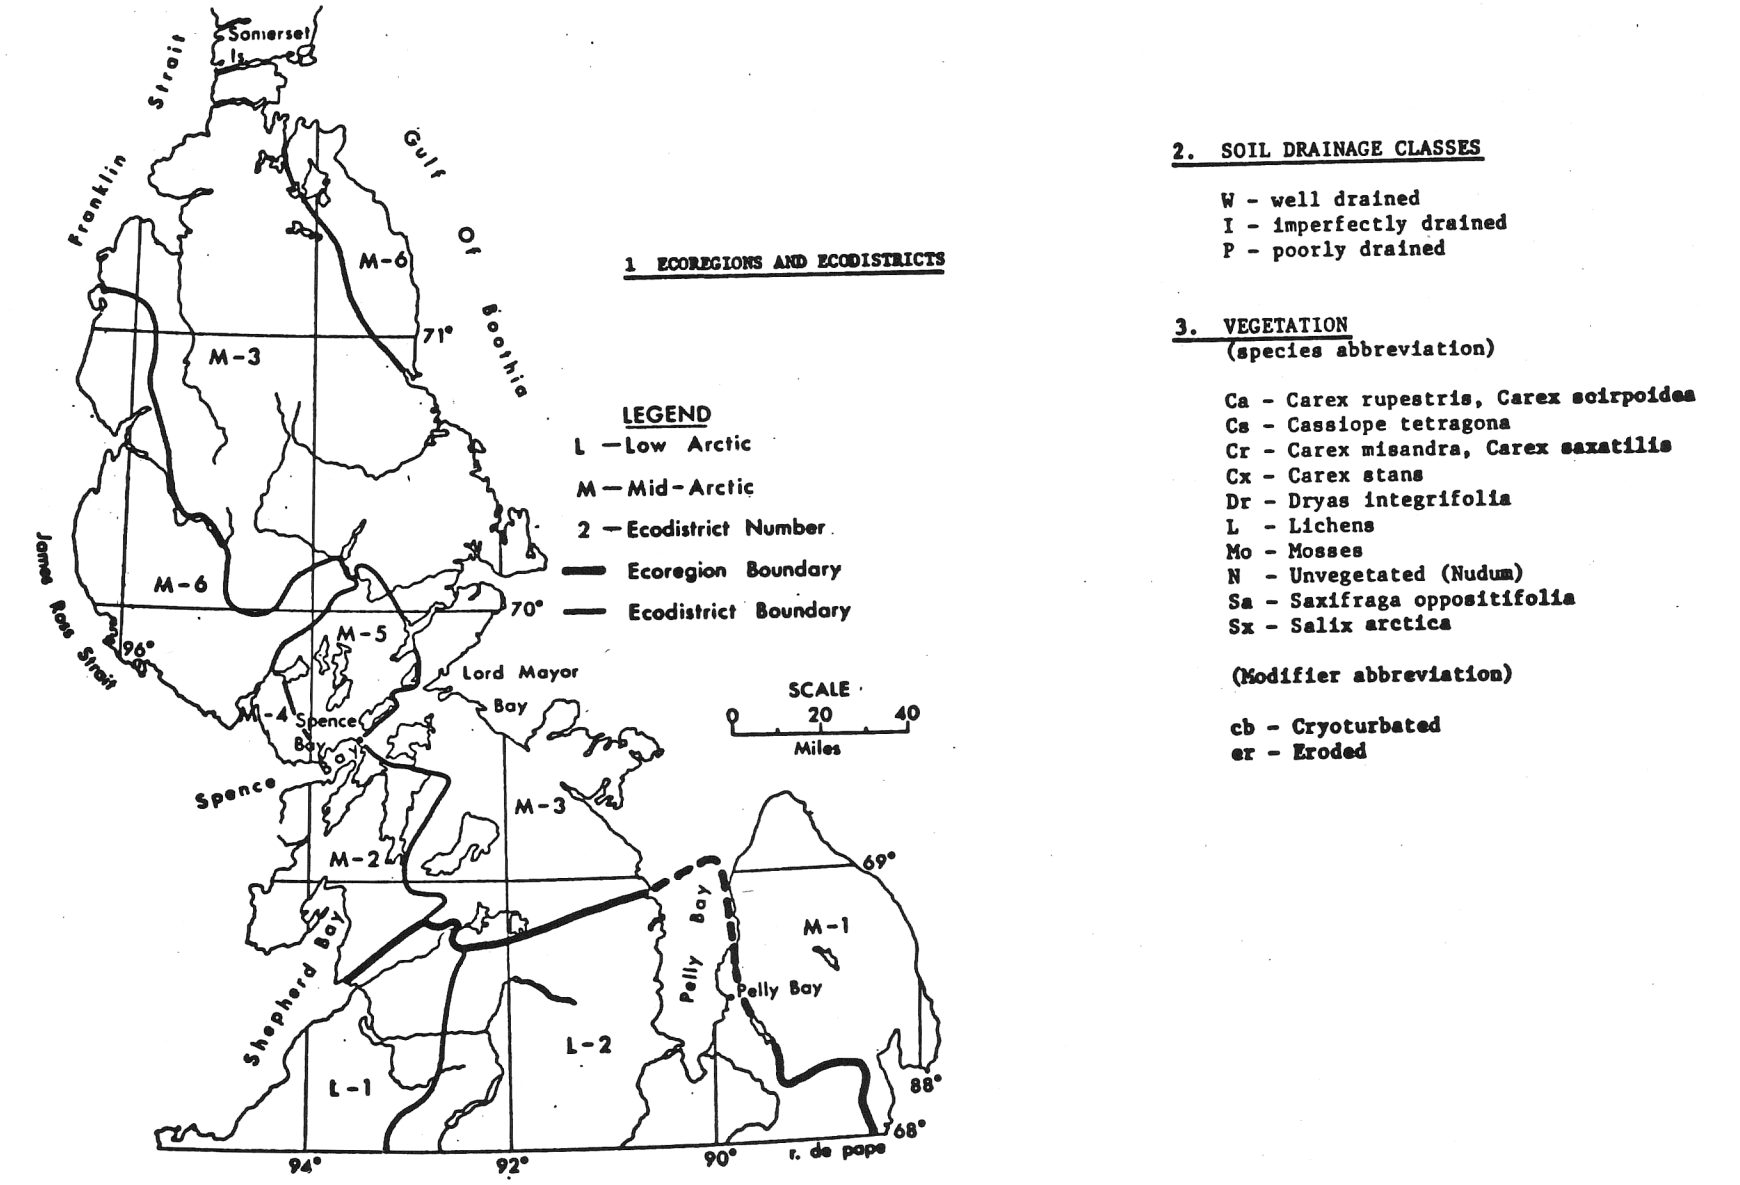 Somerset
Is.
Franklin Strait
Gulf Of Boothia
M-6
71°
M-3
1 ECOREGIONS AND ECODISTRICTS
LEGEND
L — Low Arctic
M — Mid-Arctic
2 — Ecodistrict Number
Ecoregion Boundary
Ecodistrict Boundary
M-6
70°
James Ross Strait
96°
M-5
Lord Mayor
Bay
M-4
Spence
Bay
Spence Bay
SCALE
0 20 40
Miles
M-3
M-2
69°
Shepherd Bay
Pelly Bay
M-1
Pelly Bay
L-2
L-1
88°
68°
94°
92°
90°
r. de pape
2. SOIL DRAINAGE CLASSES
W - well drained
I - imperfectly drained
P - poorly drained
3. VEGETATION
(species abbreviation)
Ca - Carex rupestris, Carex scirpoidea
Cs - Cassiope tetragona
Cr - Carex misandra, Carex saxatilis
Cx - Carex stans
Dr - Dryas integrifolia
L - Lichens
Mo - Mosses
N - Unvegetated (Nudum)
Sa - Saxifraga oppositifolia
Sx - Salix arctica
(Modifier abbreviation)
cb - Cryoturbated
er - Eroded